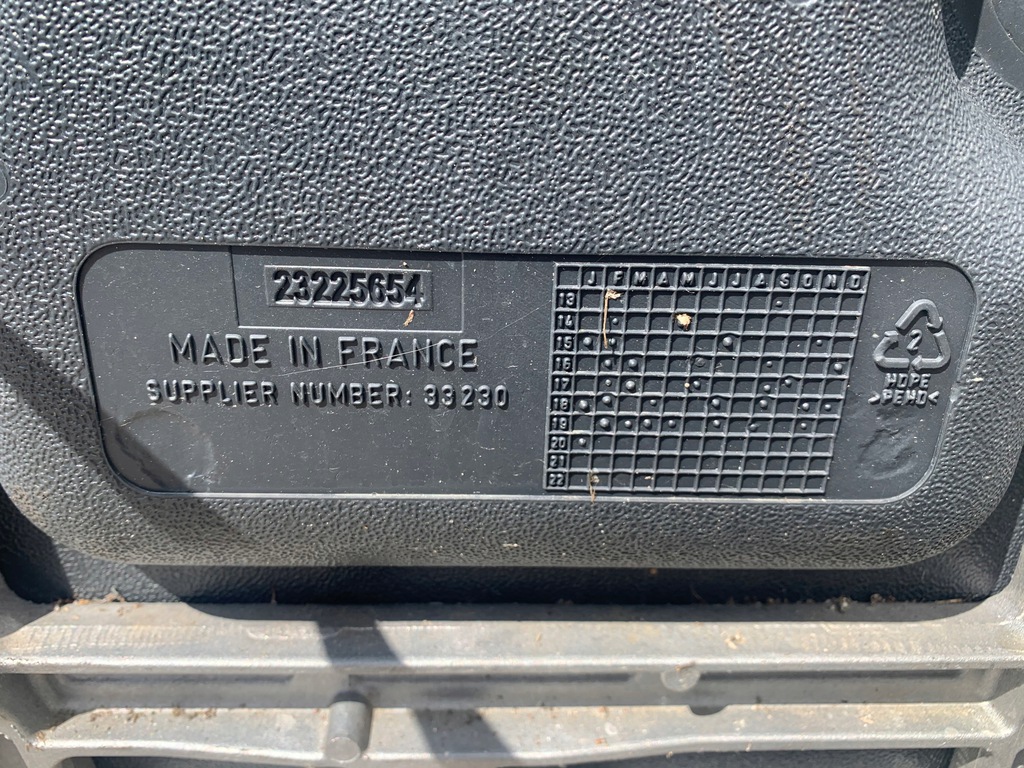 23225654
MADE IN FRANCE
SUPPLIER NUMBER: 33230
J F M A M J J A S O N D
13
14
15
16
17
18
19
20
21
22
2
HDPE
>PEHD<